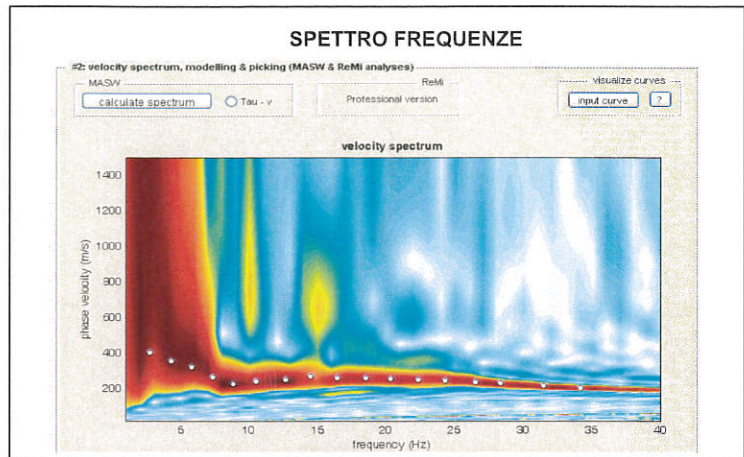 SPETTRO FREQUENZE
#2: velocity spectrum, modelling & picking (MASW & ReMi analyses)
MASW
ReMi
visualize curves
calculate spectrum
Tau - v
Professional version
input curve
?
velocity spectrum
1400
1200
1000
800
600
400
200
phase velocity (m/s)
5 10 15 20 25 30 35 40
frequency (Hz)